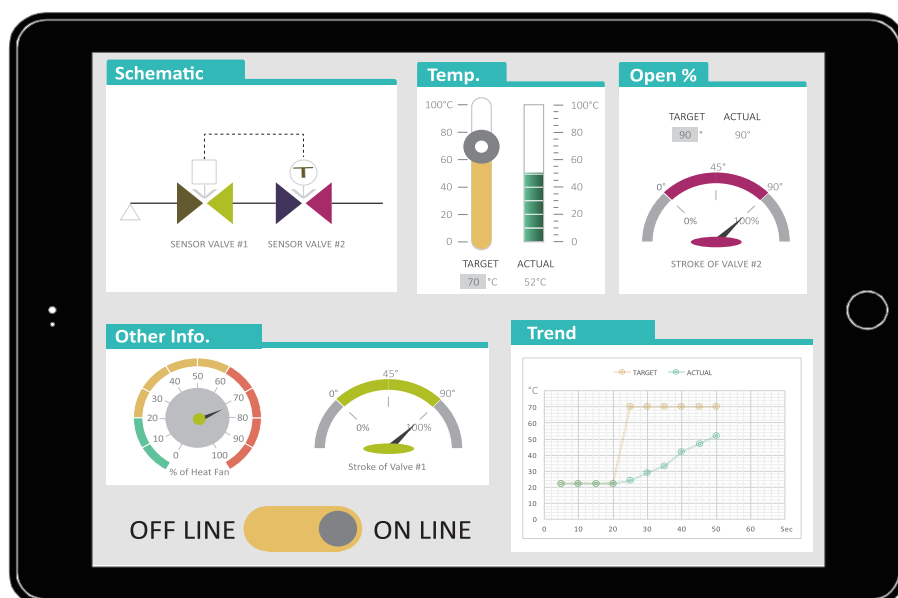 Schematic
T
SENSOR VALVE #1
SENSOR VALVE #2
Temp.
100°C
80
60
40
20
0
100°C
80
60
40
20
0
TARGET
ACTUAL
70 °C
52°C
Open %
TARGET
ACTUAL
90 °
90°
45°
0°
90°
0%
100%
STROKE OF VALVE #2
Other Info.
0
10
20
30
40
50
60
70
80
90
100
% of Heat Fan
45°
0°
90°
0%
100%
Stroke of Valve #1
OFF LINE
ON LINE
Trend
TARGET
ACTUAL
°C
70
60
50
40
30
20
10
0
0 10 20 30 40 50 60 Sec